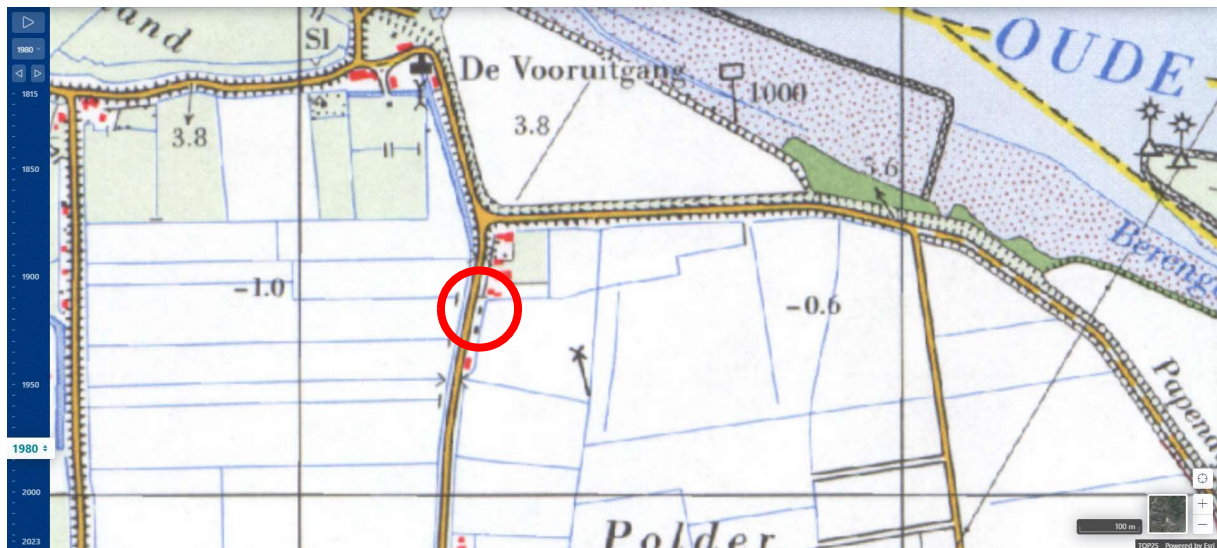 1980
1815
1850
1900
1950
1980
2000
2023
and
Sl
3.8
De Vooruitgang
3.8
1000
OUDE
5.6
Bereng
-1.0
-0.6
Papend
Polder
100 m
TOP25 Powered by Esri